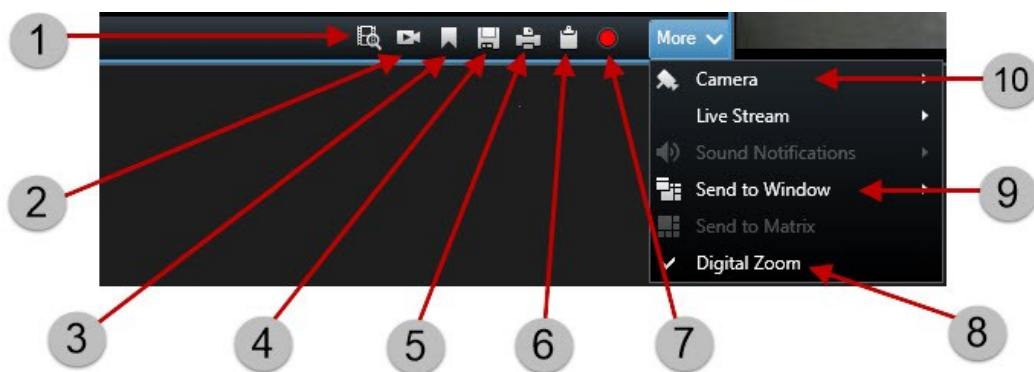 1
More
10
Camera
Live Stream
Sound Notifications
2
Send to Window
9
Send to Matrix
Digital Zoom
3
4
5
6
7
8